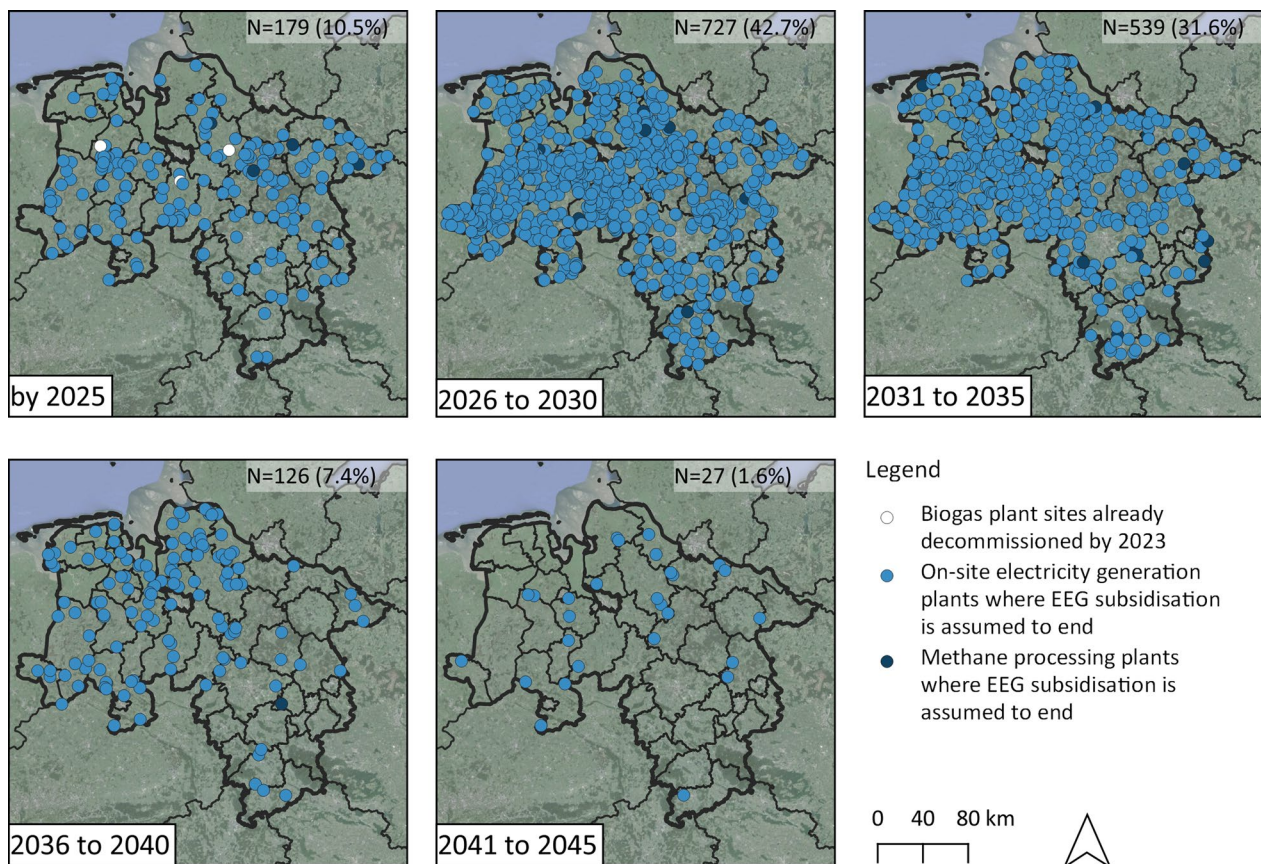 N=179 (10.5%)
N=727 (42.7%)
N=539 (31.6%)
by 2025
2026 to 2030
2031 to 2035
N=126 (7.4%)
N=27 (1.6%)
2036 to 2040
2041 to 2045
Legend
Biogas plant sites already
decommissioned by 2023
On-site electricity generation
plants where EEG subsidisation
is assumed to end
Methane processing plants
where EEG subsidisation is
assumed to end
0 40 80 km